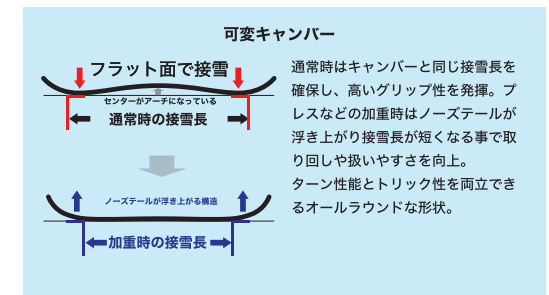 可変キャンバー
フラット面で接雪
センターがアーチになっている
通常時の接雪長
ノーズテールが浮き上がる構造
加重時の接雪長
通常時はキャンバーと同じ接雪長を
確保し、高いグリップ性を発揮。プ
レスなどの加重時はノーズテールが
浮き上がり接雪長が短くなる事で取
り回しや扱いやすさを向上。
ターン性能とトリック性を両立でき
るオールラウンドな形状。